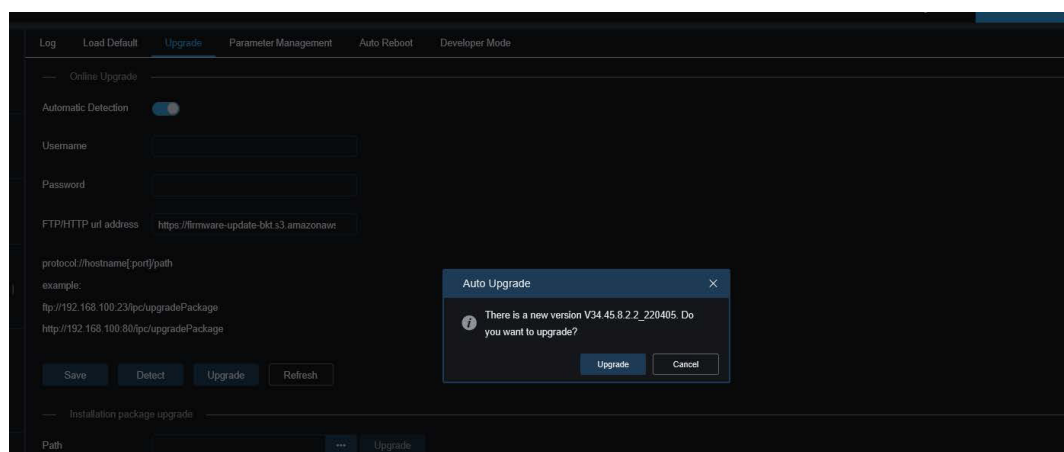 Log Load Default Upgrade Parameter Management Auto Reboot Developer Mode
Online Upgrade
Automatic Detection
Username
Password
FTP/HTTP url address https://firmware-update-bkt.s3.amazonaws
protocol://hostname[:port]/path
example:
ftp://192.168.100:23/ipc/upgradePackage
http://192.168.100:80/ipc/upgradePackage
Save Detect Upgrade Refresh
Installation package upgrade
Path ... Upgrade
Auto Upgrade
There is a new version V34.45.8.2.2_220405. Do
you want to upgrade?
Upgrade Cancel